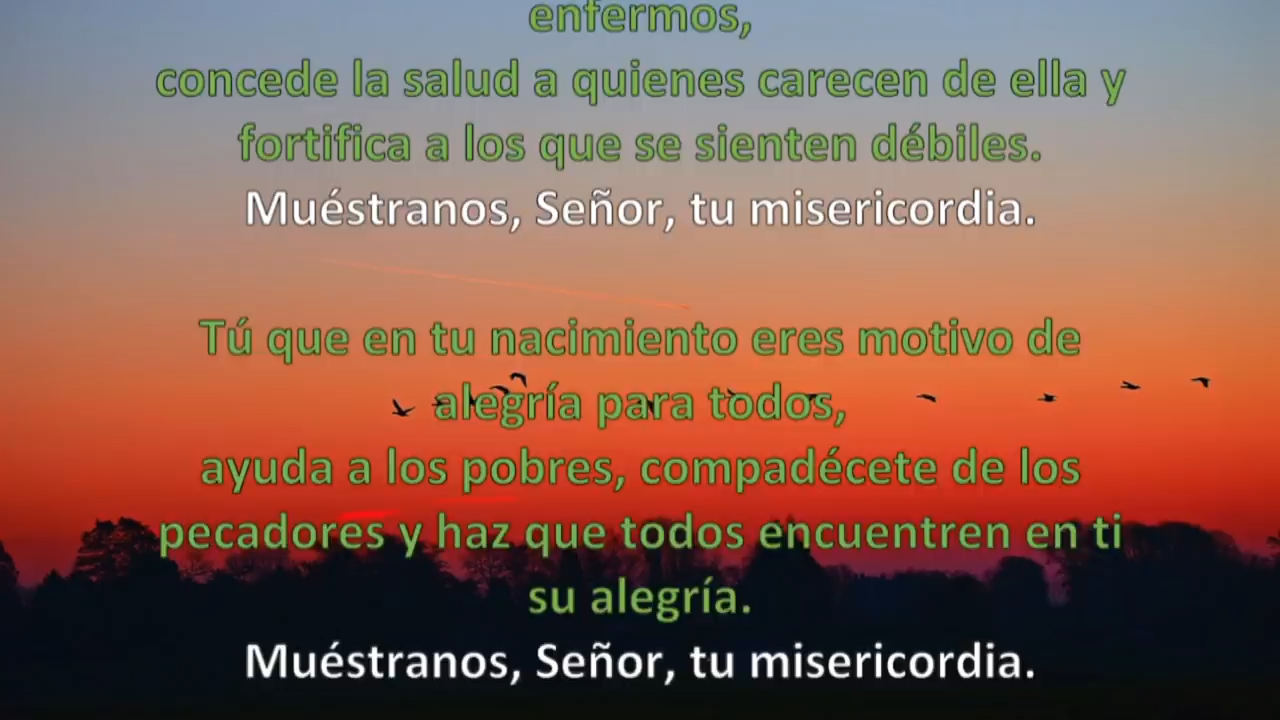 enfermos,
concede la salud a quienes carecen de ella y
fortifica a los que se sienten débiles.
Muéstranos, Señor, tu misericordia.
Tú que en tu nacimiento eres motivo de
alegría para todos,
ayuda a los pobres, compadécete de los
pecadores y haz que todos encuentren en ti
su alegría.
Muéstranos, Señor, tu misericordia.